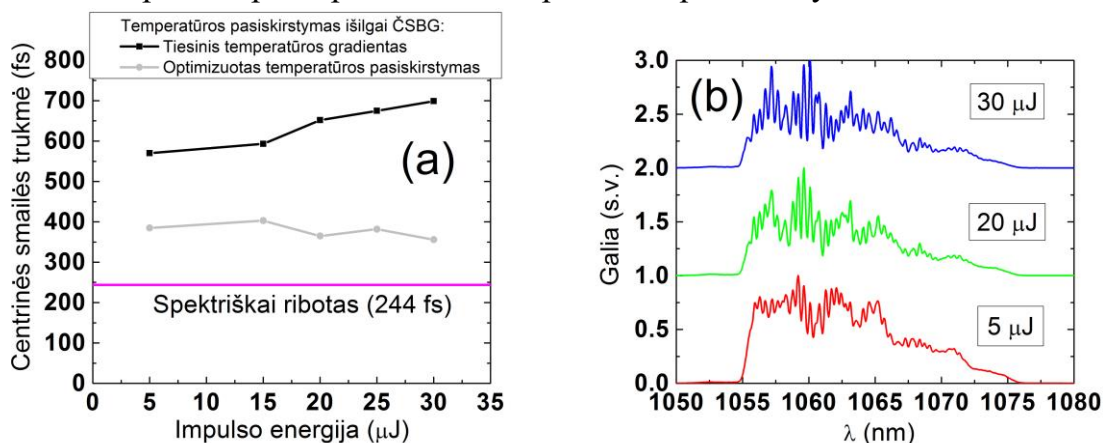 Temperatūros pasiskirstymas išilgai ČSBG:
Tiesinis temperatūros gradientas
Optimizuotas temperatūros pasiskirstymas
Centrinės smailės trukmė (fs)
800
700
600
500
400
300
200
100
0
(a)
Spektriškai ribotas (244 fs)
0 5 10 15 20 25 30 35
Impulso energija (μJ)
(b)
Galia (s.v.)
3.0
2.5
2.0
1.5
1.0
0.5
0.0
30 μJ
20 μJ
5 μJ
1050 1055 1060 1065 1070 1075 1080
λ (nm)